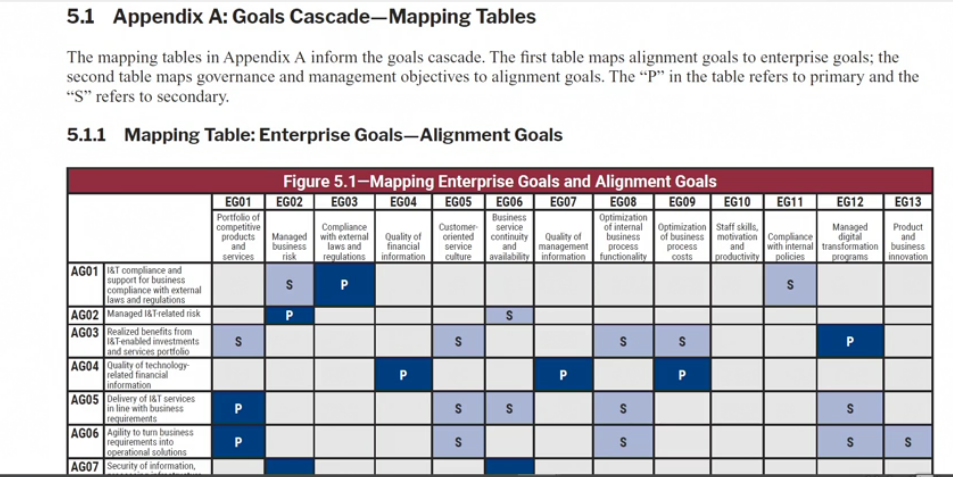 5.1 Appendix A: Goals Cascade—Mapping Tables
The mapping tables in Appendix A inform the goals cascade. The first table maps alignment goals to enterprise goals; the
second table maps governance and management objectives to alignment goals. The “P” in the table refers to primary and the
“S” refers to secondary.
5.1.1 Mapping Table: Enterprise Goals—Alignment Goals
Figure 5.1—Mapping Enterprise Goals and Alignment Goals
EG01 EG02 EG03 EG04 EG05 EG06 EG07 EG08 EG09 EG10 EG11 EG12 EG13
Portfolio of
competitive
products
and
services
Managed
business
risk
Compliance
with external
laws and
regulations
Quality of
financial
information
Customer-
oriented
service
culture
Business
service
continuity
and
availability
Quality of
management
information
Optimization
of internal
business
process
functionality
Optimization
of business
process
costs
Staff skills,
motivation
and
productivity
Compliance
with internal
policies
Managed
digital
transformation
programs
Product
and
business
innovation
AG01
I&T compliance and
support for business
compliance with external
laws and regulations
S P S
AG02 Managed I&T-related risk P S
AG03
Realized benefits from
I&T-enabled investments
and services portfolio
S S S S P
AG04
Quality of technology-
related financial
information
P P P
AG05
Delivery of I&T services
in line with business
requirements
P S S S S
AG06
Agility to turn business
requirements into
operational solutions
P S S S S
AG07 Security of information,